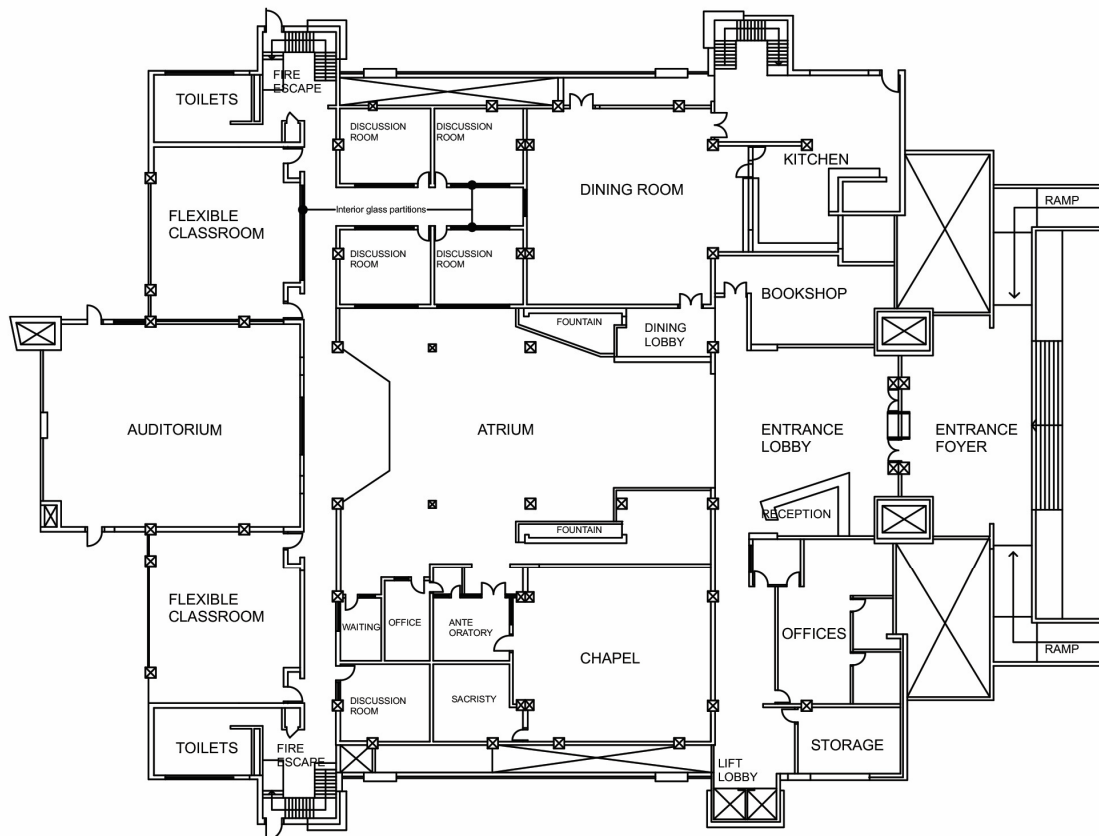 FIRE
ESCAPE
TOILETS
DISCUSSION
ROOM
DISCUSSION
ROOM
KITCHEN
DINING ROOM
RAMP
FLEXIBLE
CLASSROOM
Interior glass partitions
DISCUSSION
ROOM
DISCUSSION
ROOM
BOOKSHOP
FOUNTAIN
DINING
LOBBY
AUDITORIUM
ATRIUM
ENTRANCE
LOBBY
ENTRANCE
FOYER
RECEPTION
FOUNTAIN
FLEXIBLE
CLASSROOM
WAITING
OFFICE
ANTE
ORATORY
CHAPEL
OFFICES
RAMP
DISCUSSION
ROOM
SACRISTY
TOILETS
FIRE
ESCAPE
STORAGE
LIFT
LOBBY